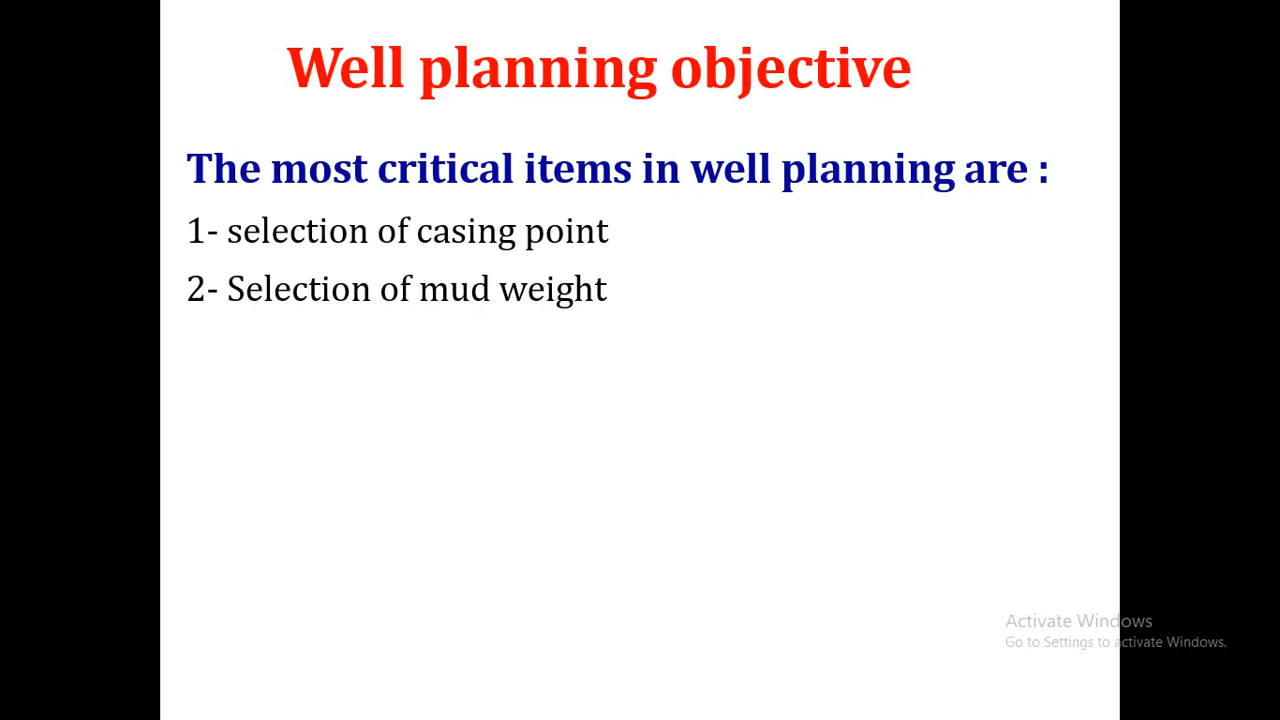 Well planning objective
The most critical items in well planning are :
1- selection of casing point
2- Selection of mud weight
Activate Windows
Go to Settings to activate Windows.